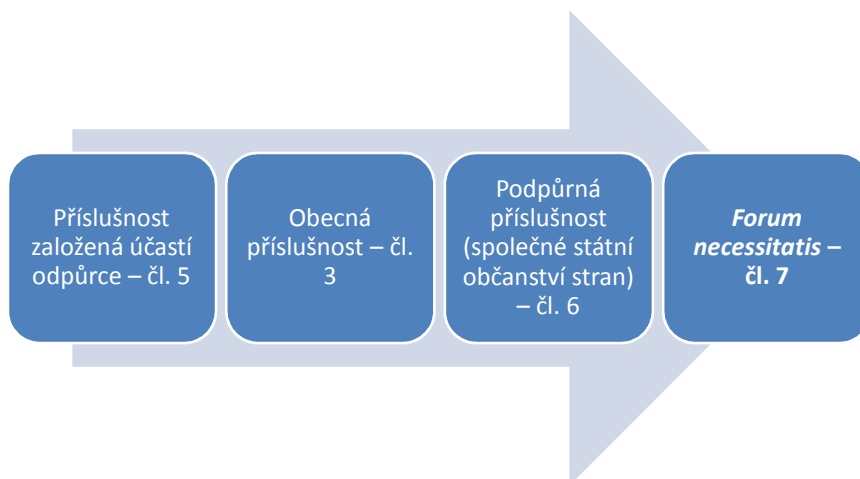 Příslušnost
založená účastí
odpůrce – čl. 5
Obecná
příslušnost – čl.
3
Podpůrná
příslušnost
(společné státní
občanství stran)
– čl. 6
Forum
necessitatis –
čl. 7